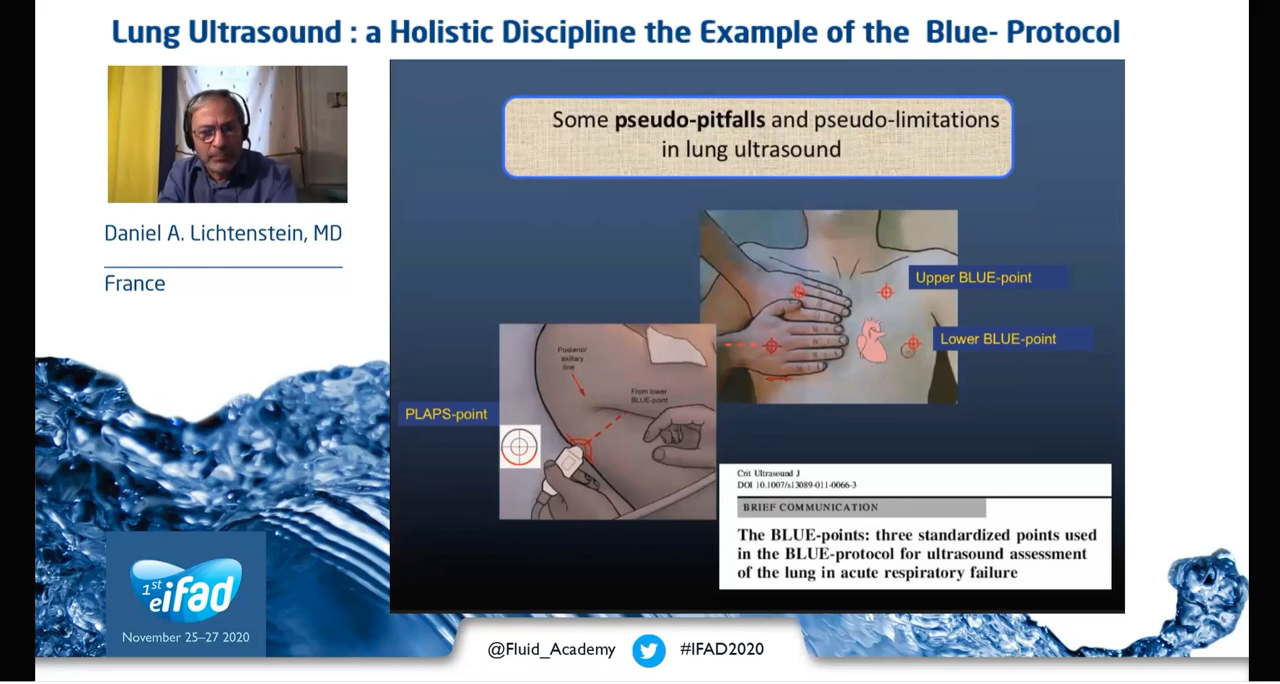 Lung Ultrasound : a Holistic Discipline the Example of the Blue- Protocol
Daniel A. Lichtenstein, MD
France
Some pseudo-pitfalls and pseudo-limitations
in lung ultrasound
Upper BLUE-point
Lower BLUE-point
Posterior
axillary
line
From lower
BLUE-point
PLAPS-point
Crit Ultrasound J
DOI 10.1007/s13089-011-0066-3
BRIEF COMMUNICATION
The BLUE-points: three standardized points used
in the BLUE-protocol for ultrasound assessment
of the lung in acute respiratory failure
1st
eifad
November 25–27 2020
@Fluid_Academy
#IFAD2020